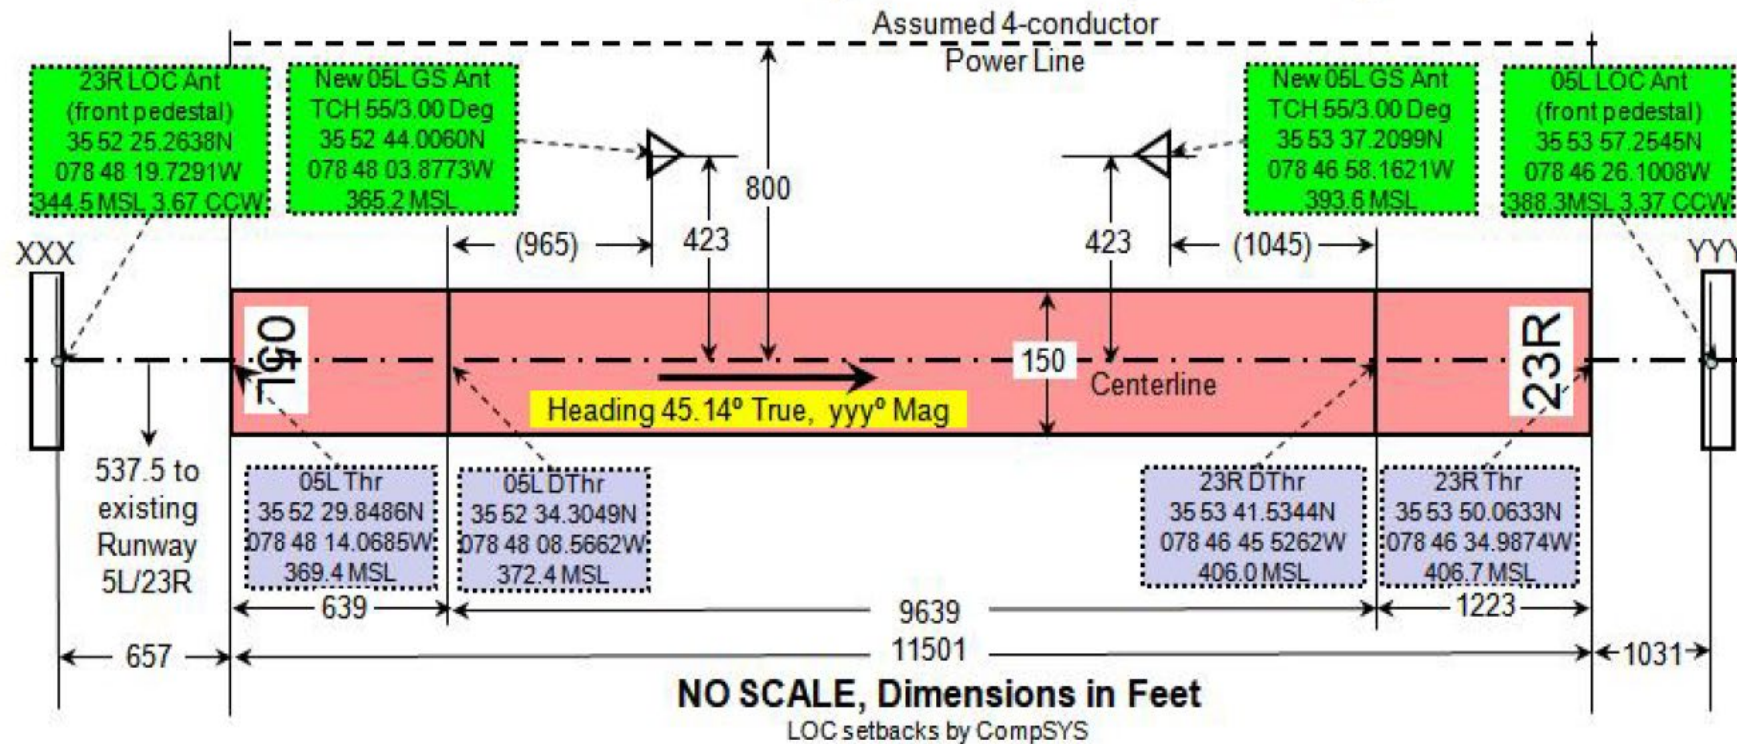 Assumed 4-conductor
Power Line
23R LOC Ant
(front pedestal)
35 52 25.2638N
078 48 19.7291W
344.5 MSL 3.67 CCW
New 05L GS Ant
TCH 55/3.00 Deg
35 52 44.0060N
078 48 03.8773W
365.2 MSL
New 05L GS Ant
TCH 55/3.00 Deg
35 53 37.2099N
078 46 58.1621W
393.6 MSL
05L LOC Ant
(front pedestal)
35 53 57.2545N
078 46 26.1008W
388.3MSL 3.37 CCW
800
(965)
423
423
(1045)
XXX
YYY
05L
150
Centerline
23R
Heading 45.14º True, yyyº Mag
537.5 to
existing
Runway
5L/23R
05L Thr
35 52 29.8486N
078 48 14.0685W
369.4 MSL
05L DThr
35 52 34.3049N
078 48 08.5662W
372.4 MSL
23R DThr
35 53 41.5344N
078 46 45 5262W
406.0 MSL
23R Thr
35 53 50.0633N
078 46 34.9874W
406.7 MSL
639
9639
1223
657
11501
1031
NO SCALE, Dimensions in Feet
LOC setbacks by CompSYS